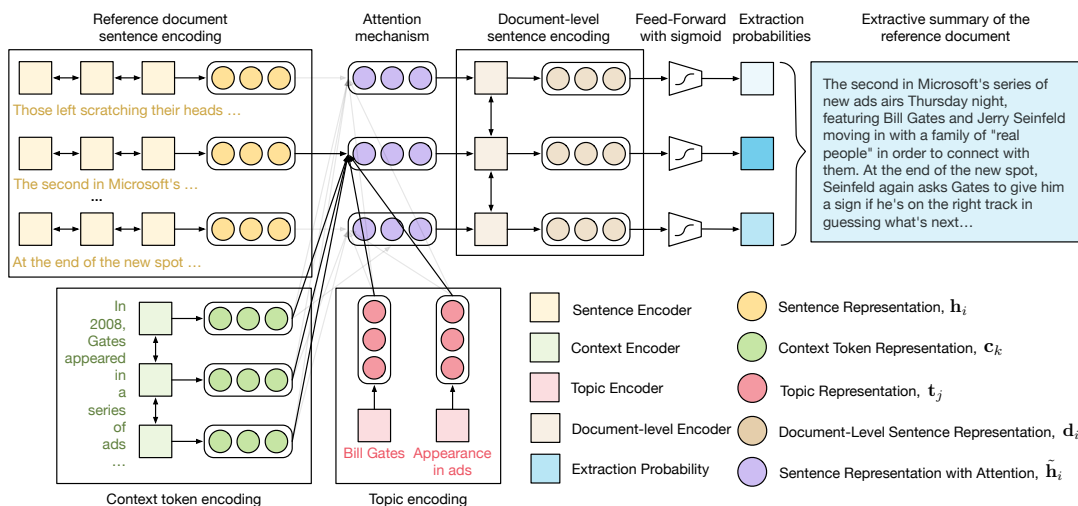 Reference document
sentence encoding
Attention
mechanism
Document-level
sentence encoding
Feed-Forward
with sigmoid
Extraction
probabilities
Extractive summary of the
reference document
Those left scratching their heads …
The second in Microsoft's …
...
At the end of the new spot …
The second in Microsoft's series of
new ads airs Thursday night,
featuring Bill Gates and Jerry Seinfeld
moving in with a family of "real
people" in order to connect with
them. At the end of the new spot,
Seinfeld again asks Gates to give him
a sign if he's on the right track in
guessing what's next…
In
2008,
Gates
appeared
in
a
series
of
ads
…
Context token encoding
Bill Gates
Appearance
in ads
Topic encoding
Sentence Encoder
Context Encoder
Topic Encoder
Document-level Encoder
Extraction Probability
Sentence Representation, h_i
Context Token Representation, c_k
Topic Representation, t_j
Document-Level Sentence Representation, d_i
Sentence Representation with Attention, h̃_i